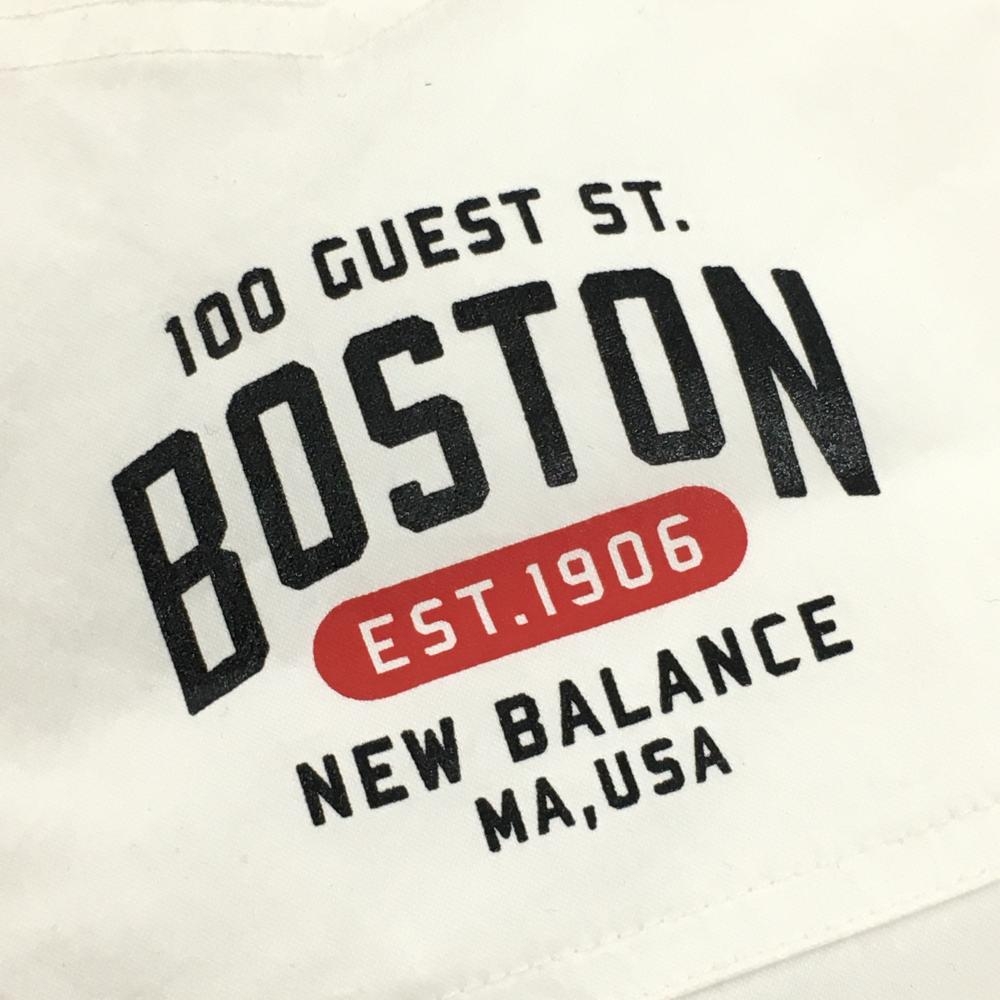 100 GUEST ST.
BOSTON
EST.1906
NEW BALANCE
MA,USA